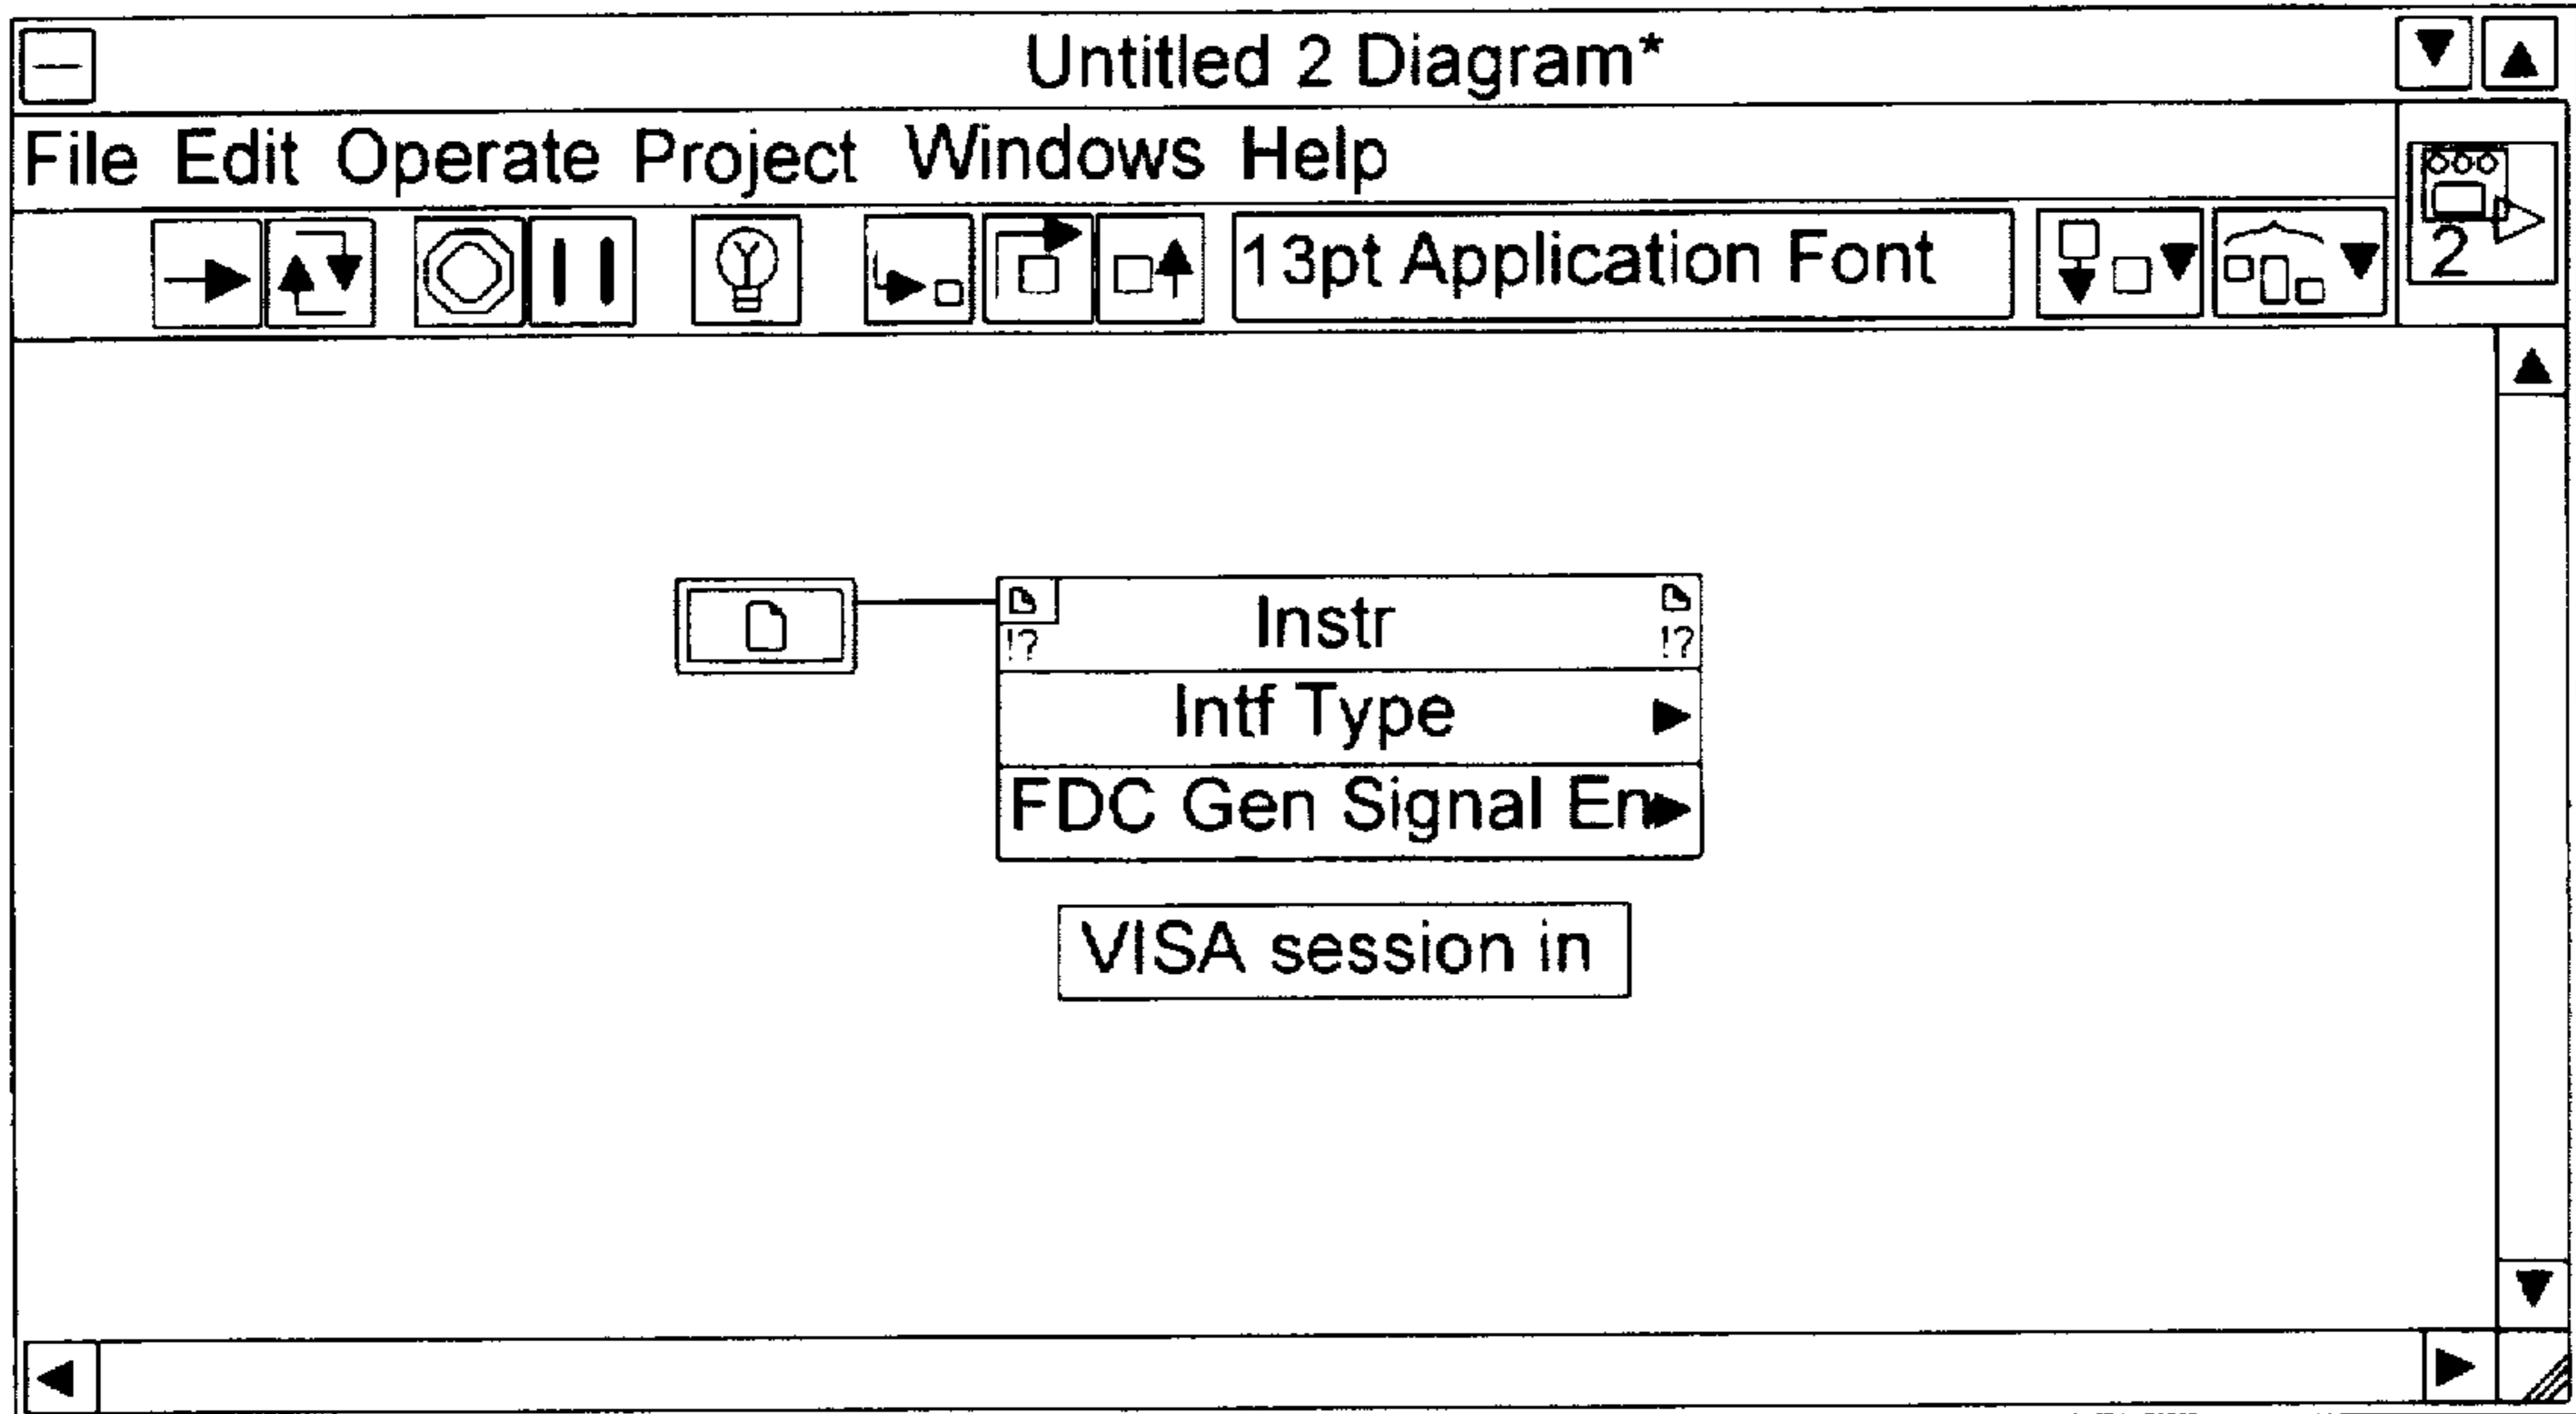 Untitled 2 Diagram*
File Edit Operate Project Windows Help
13pt Application Font
2
Instr
!? !?
Intf Type
FDC Gen Signal En
VISA session in